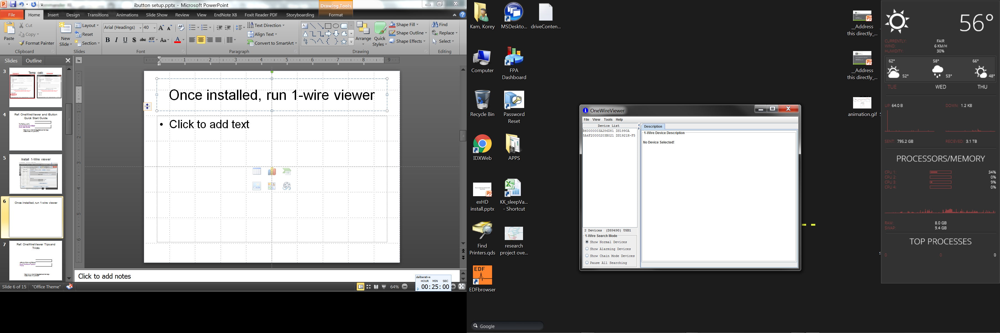 ibutton setup.pptx - Microsoft PowerPoint
Drawing Tools
File
Home
Insert
Design
Transitions
Animations
Slide Show
Review
View
EndNote X8
Foxit Reader PDF
Storyboarding
Format
Paste
Cut
Copy
Format Painter
Clipboard
New
Slide
Layout
Reset
Section
Slides
Arial (Headings)
40
Font
Text Direction
Align Text
Convert to SmartArt
Paragraph
Arrange
Quick
Styles
Shape Fill
Shape Outline
Shape Effects
Drawing
Find
Replace
Select
Editing
Slides
Outline
3
Temp calc
4
Ref: OneWireViewer and iButton
Quick Start Guide
5
Install 1-Wire viewer
6
Once installed, run 1-wire viewer
7
Ref: OneWireViewer Tips and
Tricks
Once installed, run 1-wire viewer
• Click to add text
Click to add notes
Slide 6 of 15
"Office Theme"
64%
deliberative
HOUR MIN SEC
00:25:00
Kam, Korey
MSDeskto...
driveConten...
Computer
FPA
Dashboard
Recycle Bin
Password
Reset
IDXWeb
APPS
exHD
install.pptx
KK_sleepVa...
- Shortcut
Find
Printers.qds
research
project ove...
EDF
EDFbrowser
Google
OneWireViewer
File View Tools Help
Device List
B60000003A286D81 DS1990A
5A4F20000203B021 DS1921H-F5
2 Devices (DS9490) USB1
1-Wire Search Mode
Show Normal Devices
Show Alarming Devices
Show Chain Mode Devices
Pause All Searching
Description
1-Wire Device Description
No Device Selected!
__Address
this directly_...
__Address
this directly_...
animation.gif
56°
CURRENTLY: FAIR
WIND: 6 KM/H
HUMIDITY: 30%
62° 58° 66°
52° 53° 48°
TUE WED THU
UP: 64.0 B
DOWN: 1.2 KB
SENT: 795.2 GB
RECIEVED: 3.1 TB
PROCESSORS/MEMORY
CPU 1: 34%
CPU 2: 0%
CPU 3: 9%
CPU 4: 0%
RAM: 8.0 GB
SWAP: 9.4 GB
TOP PROCESSES
0 0 0